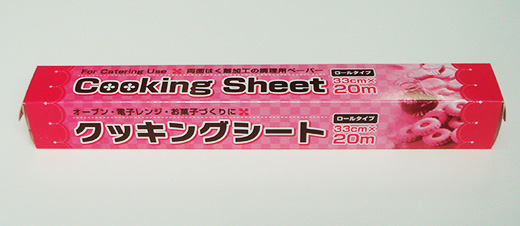 For Catering Use ✕ 両面はく離加工の調理用ペーパー
Cooking Sheet
ロールタイプ
33cm×
20m
オーブン・電子レンジ・お菓子づくりに✕
クッキングシート
ロールタイプ
33cm×
20m